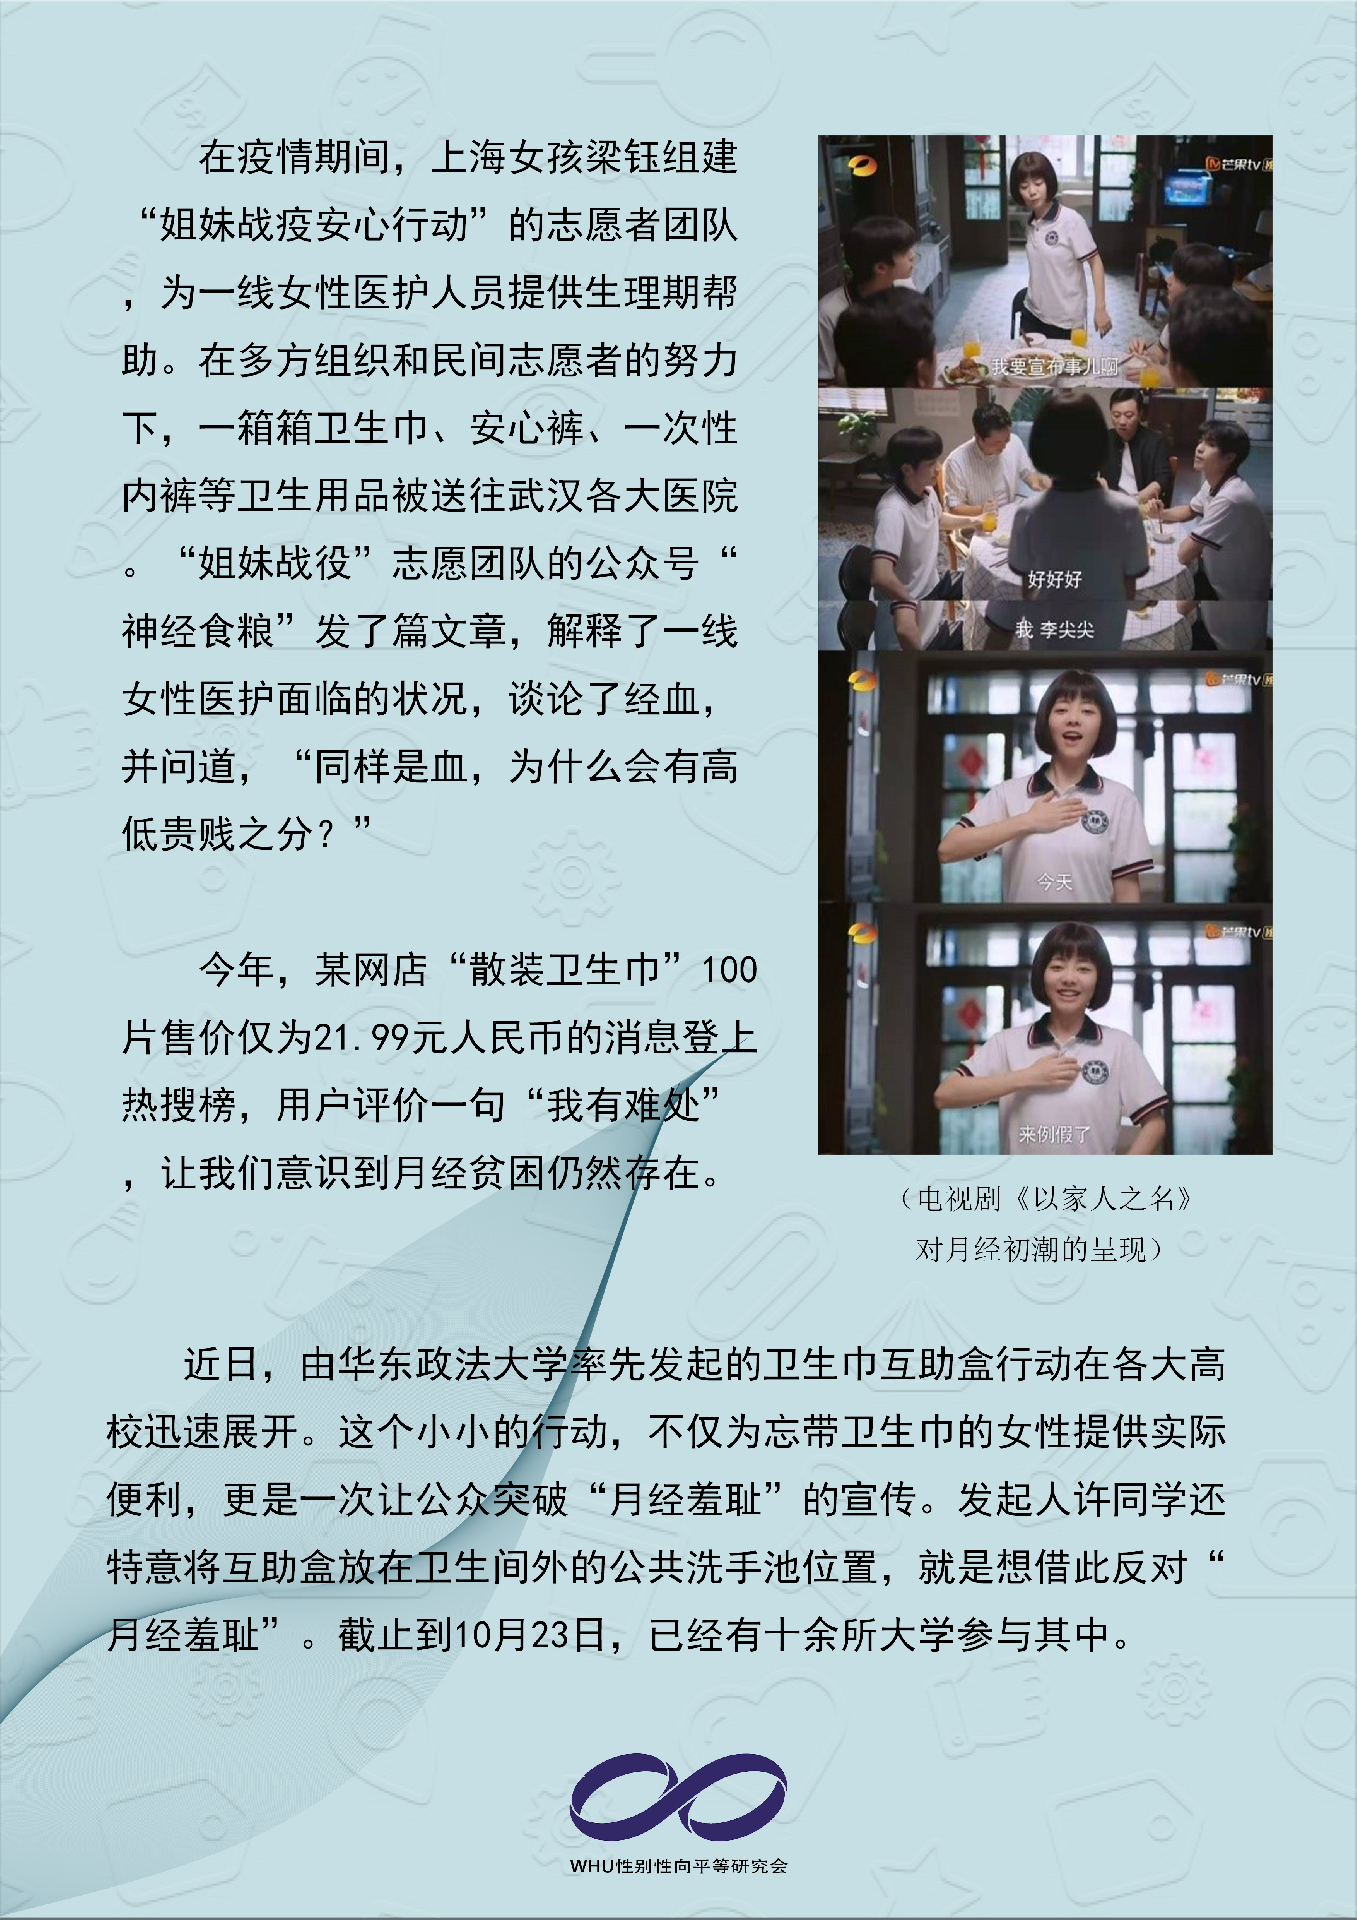 在疫情期间，上海女孩梁钰组建
“姐妹战疫安心行动”的志愿者团队
，为一线女性医护人员提供生理期帮
助。在多方组织和民间志愿者的努力
下，一箱箱卫生巾、安心裤、一次性
内裤等卫生用品被送往武汉各大医院
。“姐妹战役”志愿团队的公众号“
神经食粮”发了篇文章，解释了一线
女性医护面临的状况，谈论了经血，
并问道，“同样是血，为什么会有高
低贵贱之分？”
今年，某网店“散装卫生巾”100
片售价仅为21.99元人民币的消息登上
热搜榜，用户评价一句“我有难处”
，让我们意识到月经贫困仍然存在。
芒果tv
我要宣布事儿啊
好好好
我 李尖尖
芒果tv
今天
芒果tv
来例假了
（电视剧《以家人之名》
对月经初潮的呈现）
近日，由华东政法大学率先发起的卫生巾互助盒行动在各大高
校迅速展开。这个小小的行动，不仅为忘带卫生巾的女性提供实际
便利，更是一次让公众突破“月经羞耻”的宣传。发起人许同学还
特意将互助盒放在卫生间外的公共洗手池位置，就是想借此反对“
月经羞耻”。截止到10月23日，已经有十余所大学参与其中。
WHU性别性向平等研究会